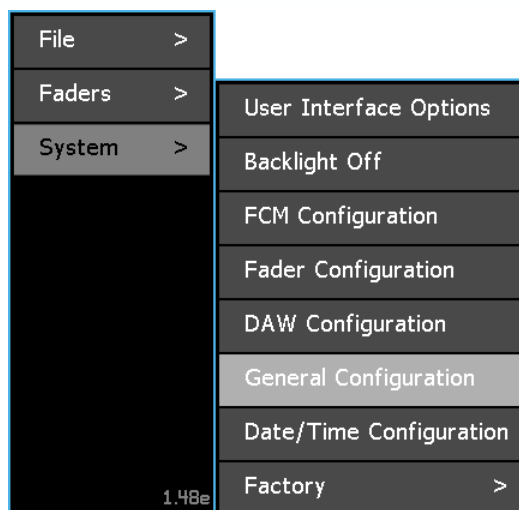 File >
Faders >
System >
1.48e
User Interface Options
Backlight Off
FCM Configuration
Fader Configuration
DAW Configuration
General Configuration
Date/Time Configuration
Factory >